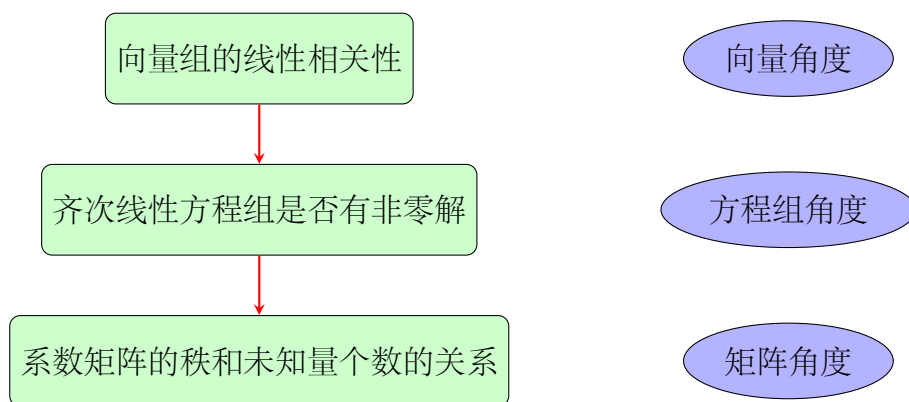 向量组的线性相关性
向量角度
齐次线性方程组是否有非零解
方程组角度
系数矩阵的秩和未知量个数的关系
矩阵角度